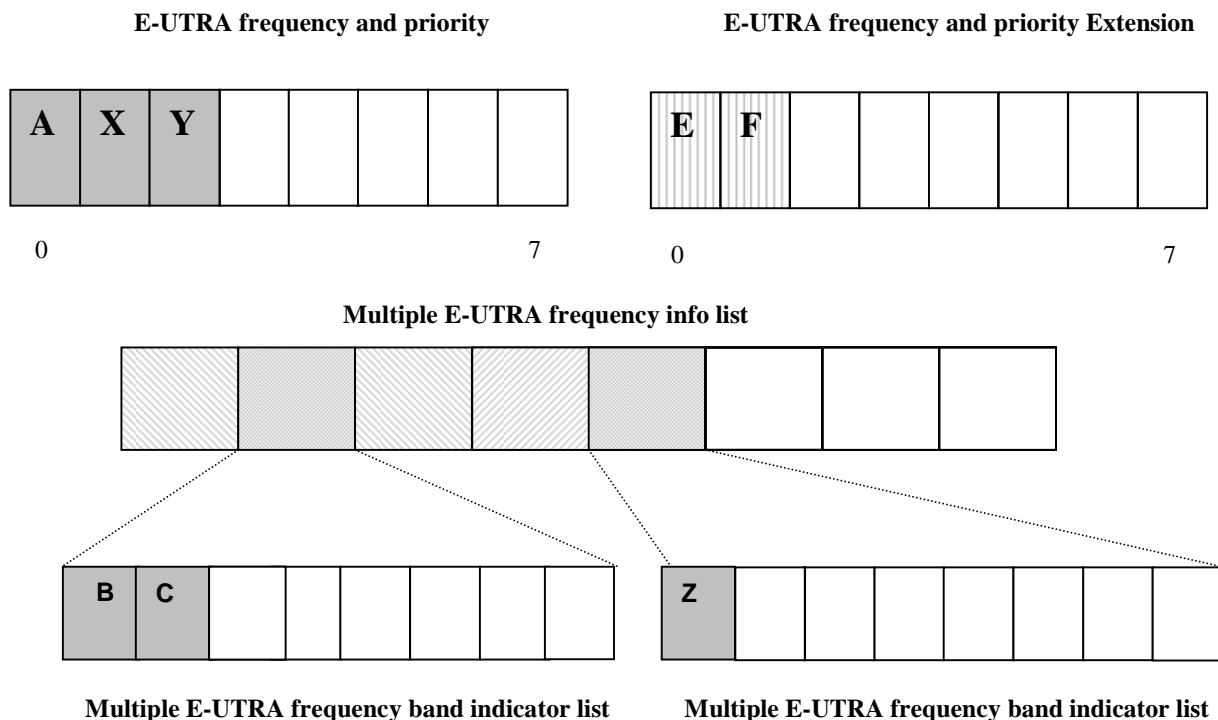 E-UTRA frequency and priority
E-UTRA frequency and priority Extension
A X Y
E F
0 7
0 7
Multiple E-UTRA frequency info list
B C
Z
Multiple E-UTRA frequency band indicator list
Multiple E-UTRA frequency band indicator list